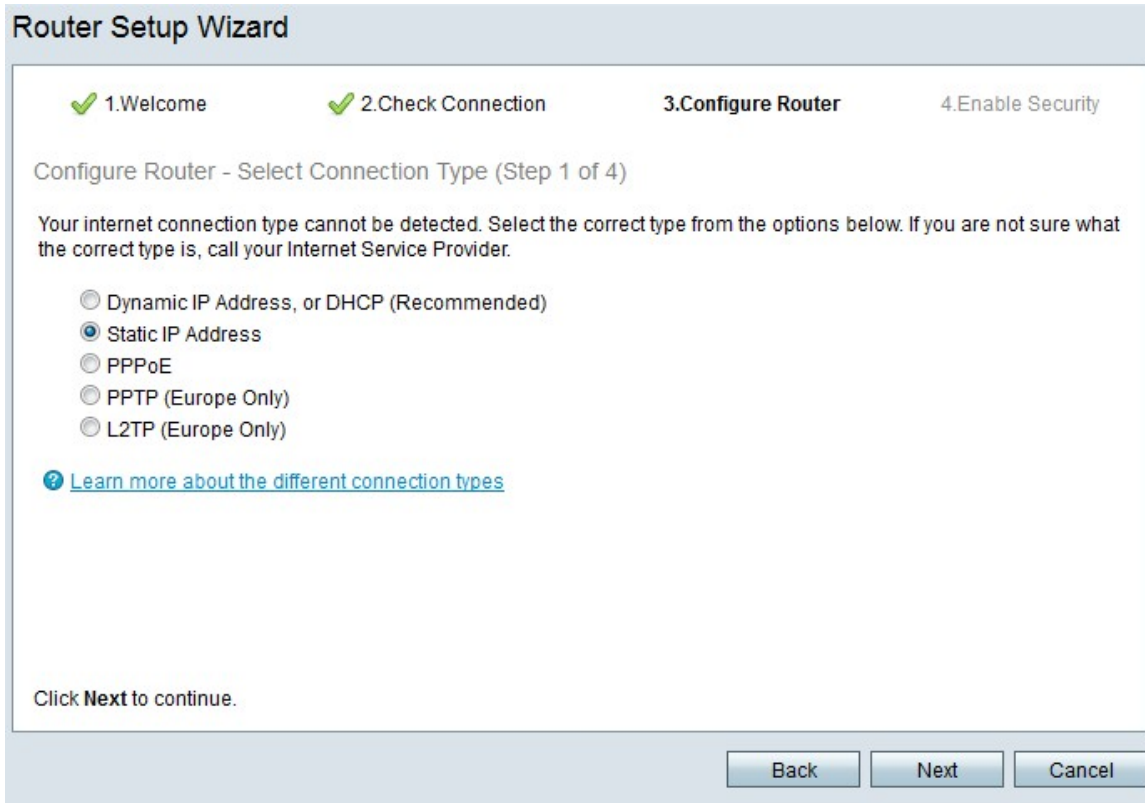 Router Setup Wizard
1.Welcome 2.Check Connection 3.Configure Router 4.Enable Security
Configure Router - Select Connection Type (Step 1 of 4)
Your internet connection type cannot be detected. Select the correct type from the options below. If you are not sure what
the correct type is, call your Internet Service Provider.
Dynamic IP Address, or DHCP (Recommended)
Static IP Address
PPPoE
PPTP (Europe Only)
L2TP (Europe Only)
? Learn more about the different connection types
Click Next to continue.
Back Next Cancel